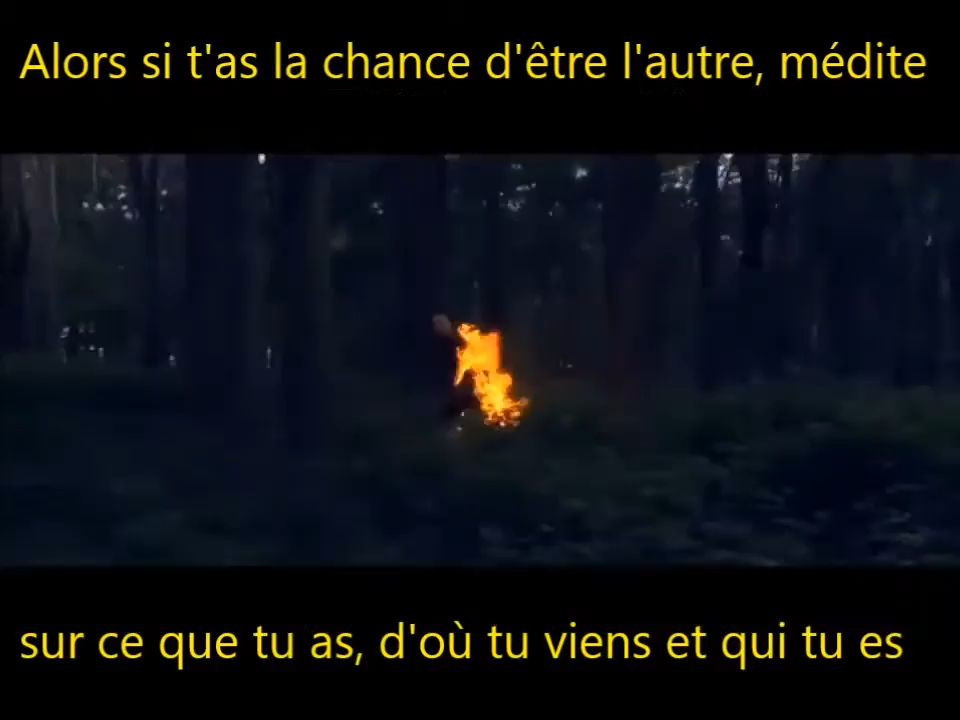 Alors si t'as la chance d'être l'autre, médite
sur ce que tu as, d'où tu viens et qui tu es